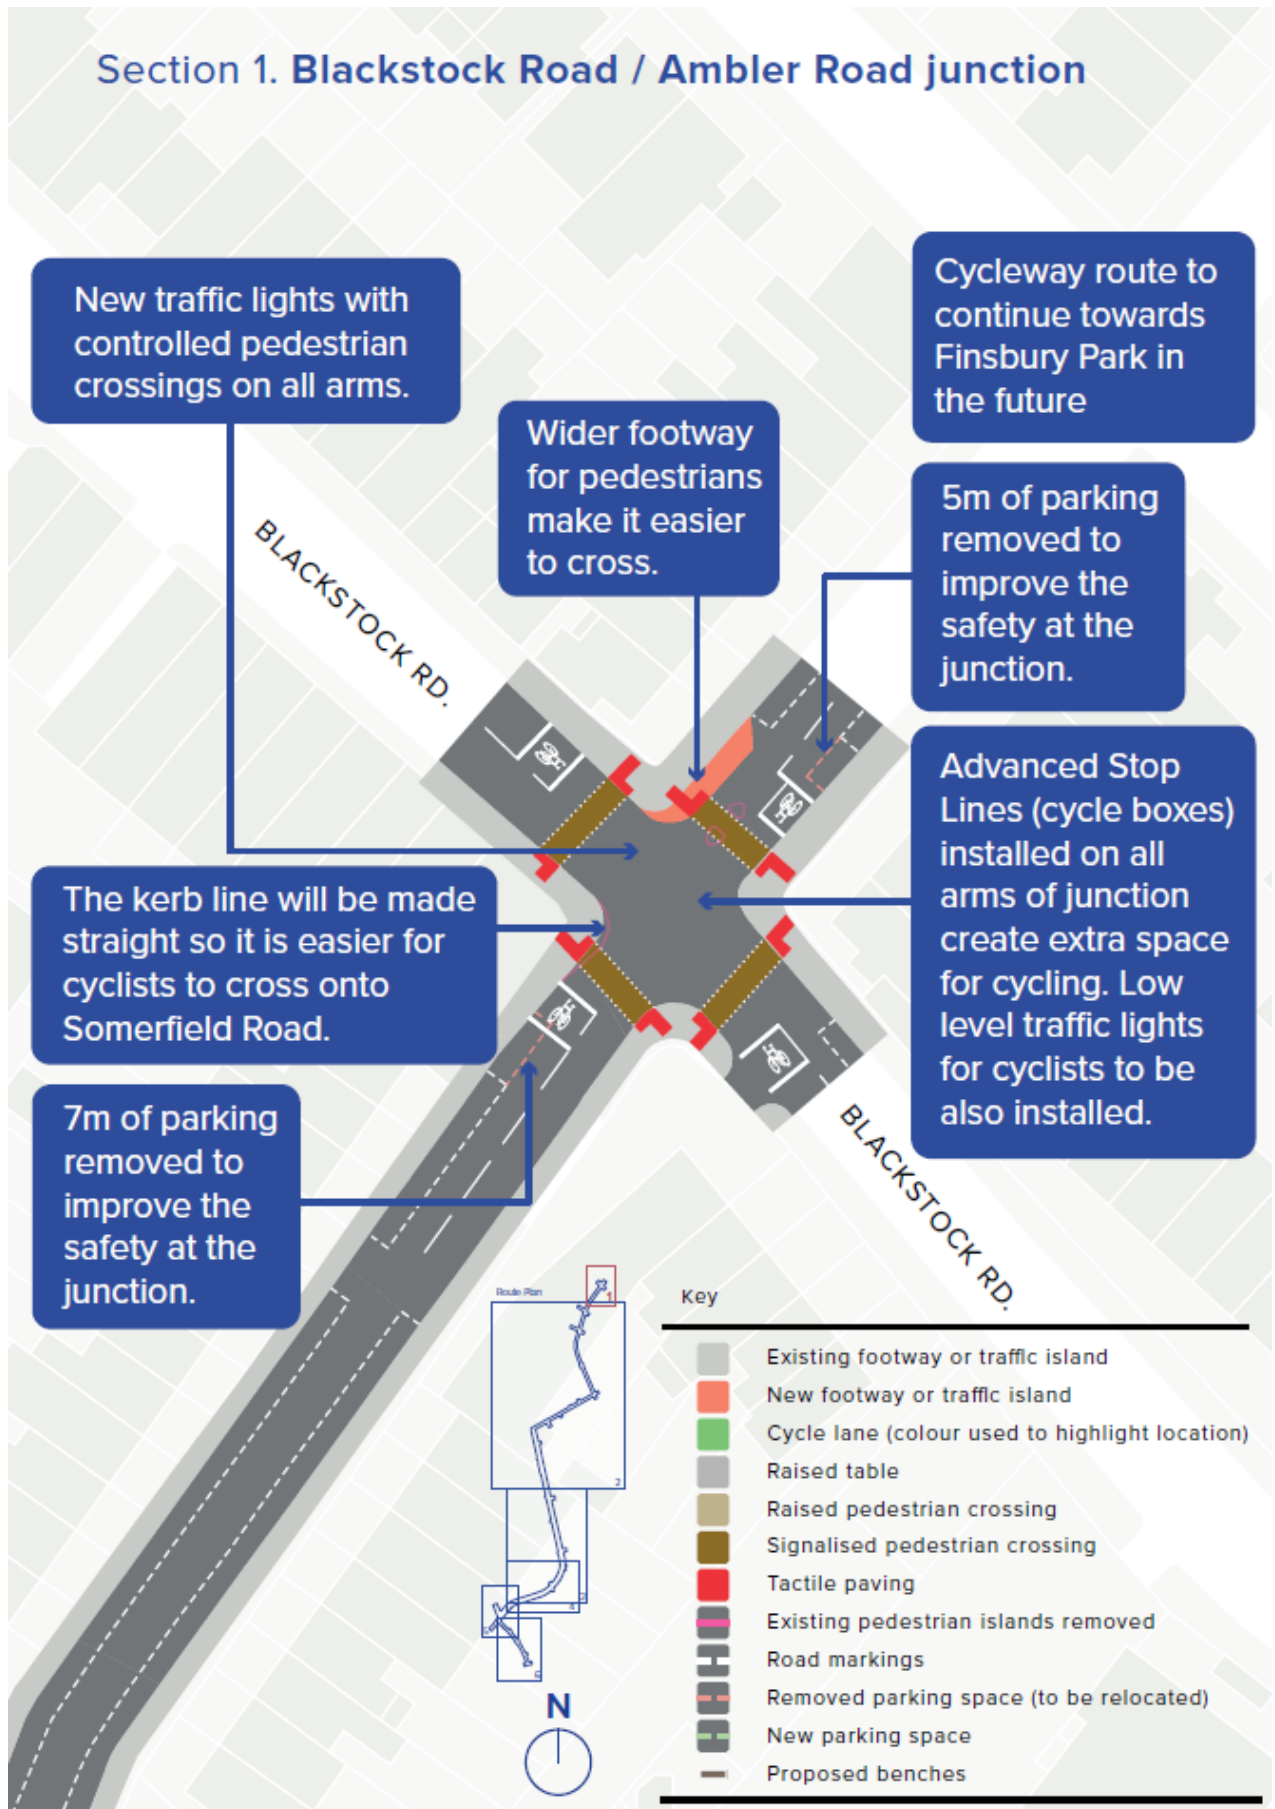 Section 1. Blackstock Road / Ambler Road junction
New traffic lights with
controlled pedestrian
crossings on all arms.
Cycleway route to
continue towards
Finsbury Park in
the future
Wider footway
for pedestrians
make it easier
to cross.
5m of parking
removed to
improve the
safety at the
junction.
BLACKSTOCK RD.
Advanced Stop
Lines (cycle boxes)
installed on all
arms of junction
create extra space
for cycling. Low
level traffic lights
for cyclists to be
also installed.
The kerb line will be made
straight so it is easier for
cyclists to cross onto
Somerfield Road.
7m of parking
removed to
improve the
safety at the
junction.
BLACKSTOCK RD.
Route Plan
1
2
3
4
5
6
N
Key
Existing footway or traffic island
New footway or traffic island
Cycle lane (colour used to highlight location)
Raised table
Raised pedestrian crossing
Signalised pedestrian crossing
Tactile paving
Existing pedestrian islands removed
Road markings
Removed parking space (to be relocated)
New parking space
Proposed benches